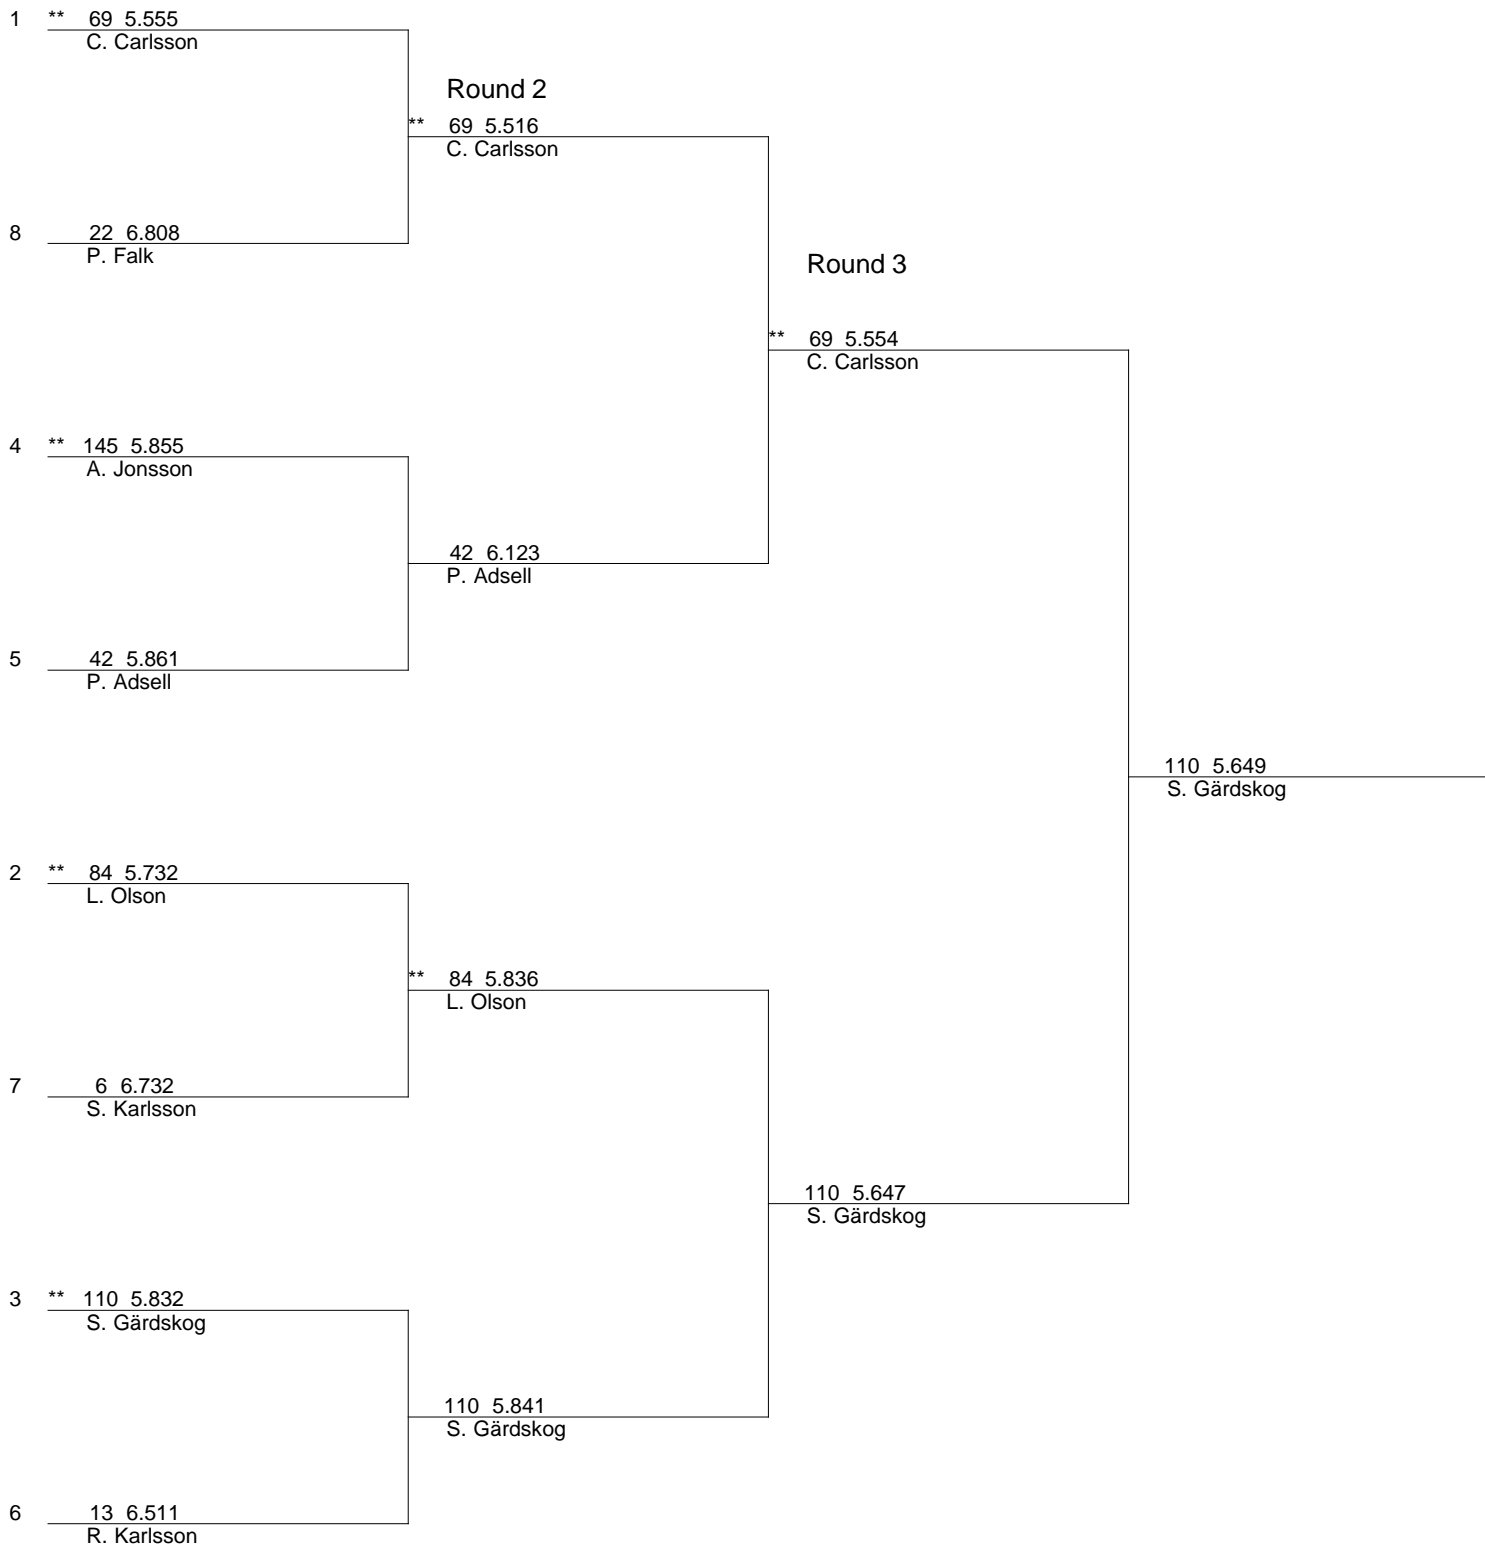 1 ** 69 5.555
C. Carlsson
Round 2
** 69 5.516
C. Carlsson
8 22 6.808
P. Falk
Round 3
** 69 5.554
C. Carlsson
4 ** 145 5.855
A. Jonsson
42 6.123
P. Adsell
5 42 5.861
P. Adsell
110 5.649
S. Gärdskog
2 ** 84 5.732
L. Olson
** 84 5.836
L. Olson
7 6 6.732
S. Karlsson
110 5.647
S. Gärdskog
3 ** 110 5.832
S. Gärdskog
110 5.841
S. Gärdskog
6 13 6.511
R. Karlsson